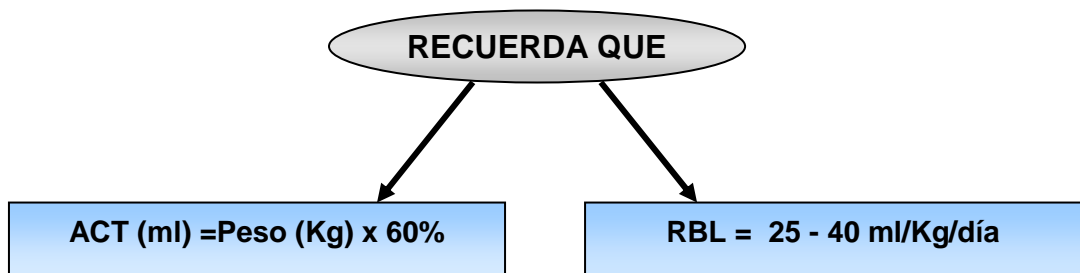 RECUERDA QUE
ACT (ml) =Peso (Kg) x 60%
RBL = 25 - 40 ml/Kg/día